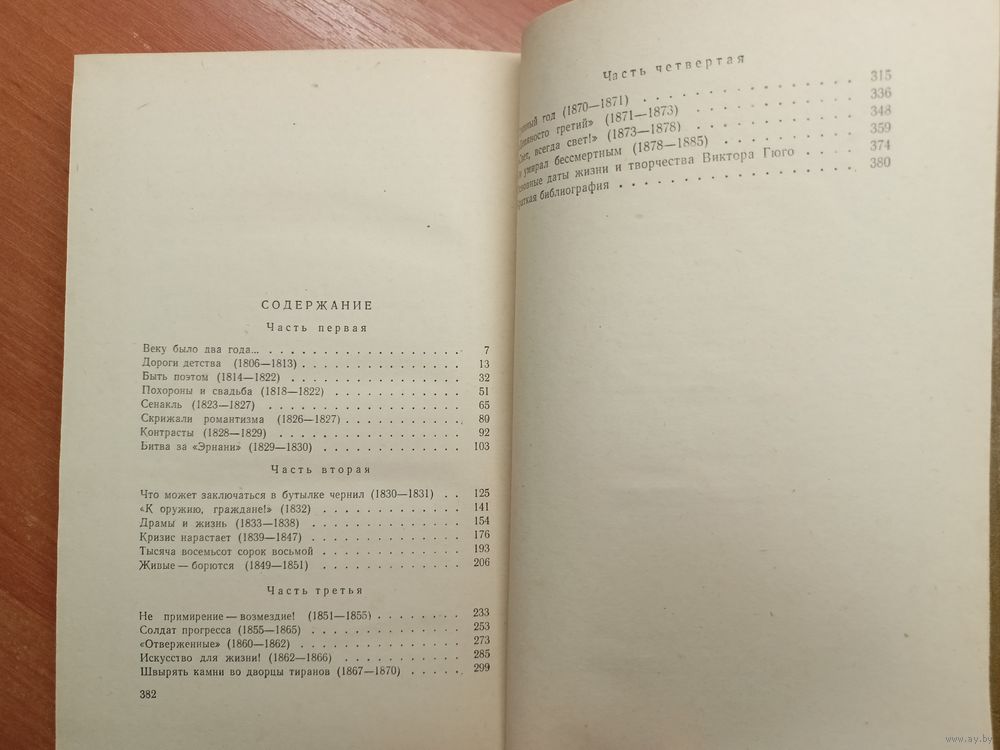 СОДЕРЖАНИЕ
Часть первая
Веку было два года... 7
Дороги детства (1806—1813) 13
Быть поэтом (1814—1822) 32
Похороны и свадьба (1818—1822) 51
Сенакль (1823—1827) 65
Скрижали романтизма (1826—1827) 80
Контрасты (1828—1829) 92
Битва за «Эрнани» (1829—1830) 103
Часть вторая
Что может заключаться в бутылке чернил (1830—1831) 125
«К оружию, граждане!» (1832) 141
Драмы и жизнь (1833—1838) 154
Кризис нарастает (1839—1847) 176
Тысяча восемьсот сорок восьмой 193
Живые — борются (1849—1851) 206
Часть третья
Не примирение — возмездие! (1851—1855) 233
Солдат прогресса (1855—1865) 253
«Отверженные» (1860—1862) 273
Искусство для жизни! (1862—1866) 285
Швырять камни во дворцы тиранов (1867—1870) 299
382
Часть четвертая
год (1870—1871) 315
третий» (1871—1873) 336
всегда свет!» (1873—1878) 348
умирал бессмертным (1878—1885) 359
даты жизни и творчества Виктора Гюго 374
библиография 380
www.ay.by